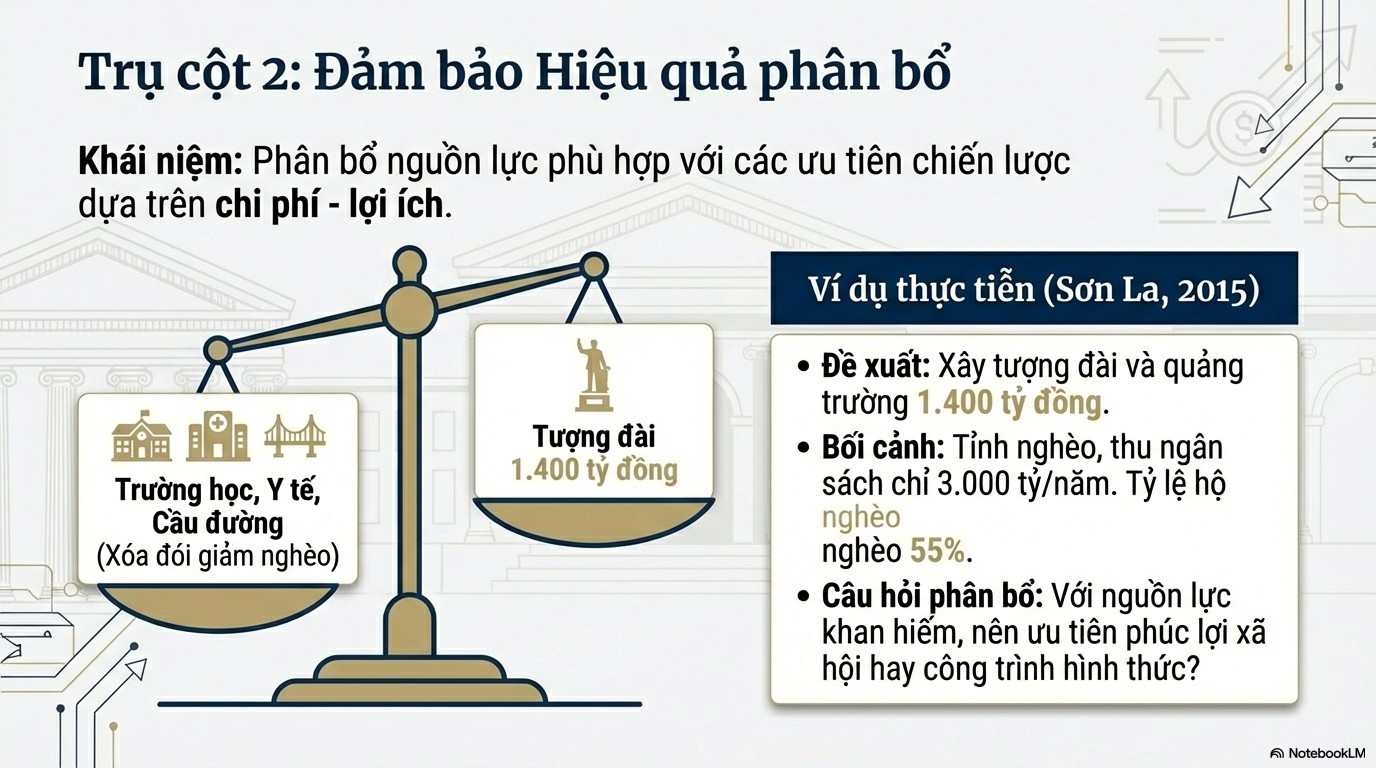 Trụ cột 2: Đảm bảo Hiệu quả phân bổ
Khái niệm: Phân bổ nguồn lực phù hợp với các ưu tiên chiến lược
dựa trên chi phí - lợi ích.
Trường học, Y tế,
Cầu đường
(Xóa đói giảm nghèo)
Tượng đài
1.400 tỷ đồng
Ví dụ thực tiễn (Sơn La, 2015)
• Đề xuất: Xây tượng đài và quảng
trường 1.400 tỷ đồng.
• Bối cảnh: Tỉnh nghèo, thu ngân
sách chỉ 3.000 tỷ/năm. Tỷ lệ hộ
nghèo
nghèo 55%.
• Câu hỏi phân bổ: Với nguồn lực
khan hiếm, nên ưu tiên phúc lợi xã
hội hay công trình hình thức?
NotebookLM